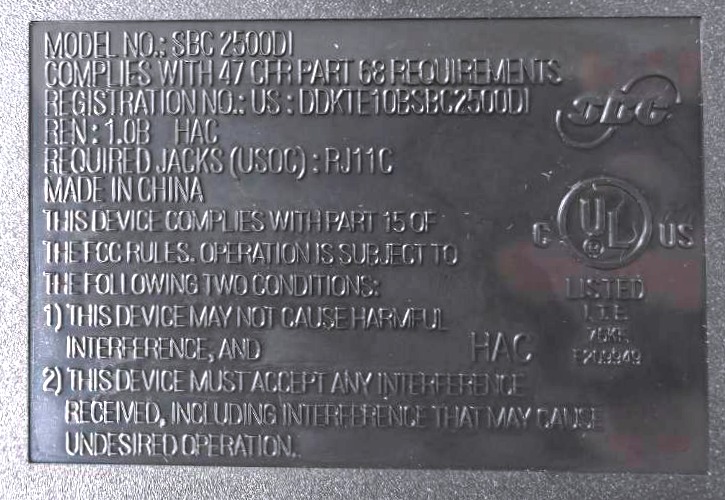 MODEL NO.: SBC 2500DI
COMPLIES WITH 47 CFR PART 68 REQUIREMENTS
REGISTRATION NO.: US : DDKTE10BSBC2500DI
REN : 1.0B HAC
REQUIRED JACKS (USOC) : RJ11C
MADE IN CHINA
THIS DEVICE COMPLIES WITH PART 15 OF
THE FCC RULES. OPERATION IS SUBJECT TO
THE FOLLOWING TWO CONDITIONS:
1) THIS DEVICE MAY NOT CAUSE HARMFUL
INTERFERENCE, AND
2) THIS DEVICE MUST ACCEPT ANY INTERFERENCE
RECEIVED, INCLUDING INTERFERENCE THAT MAY CAUSE
UNDESIRED OPERATION.
HAC
SBC
C UL US
LISTED
I.T.E.
E209949